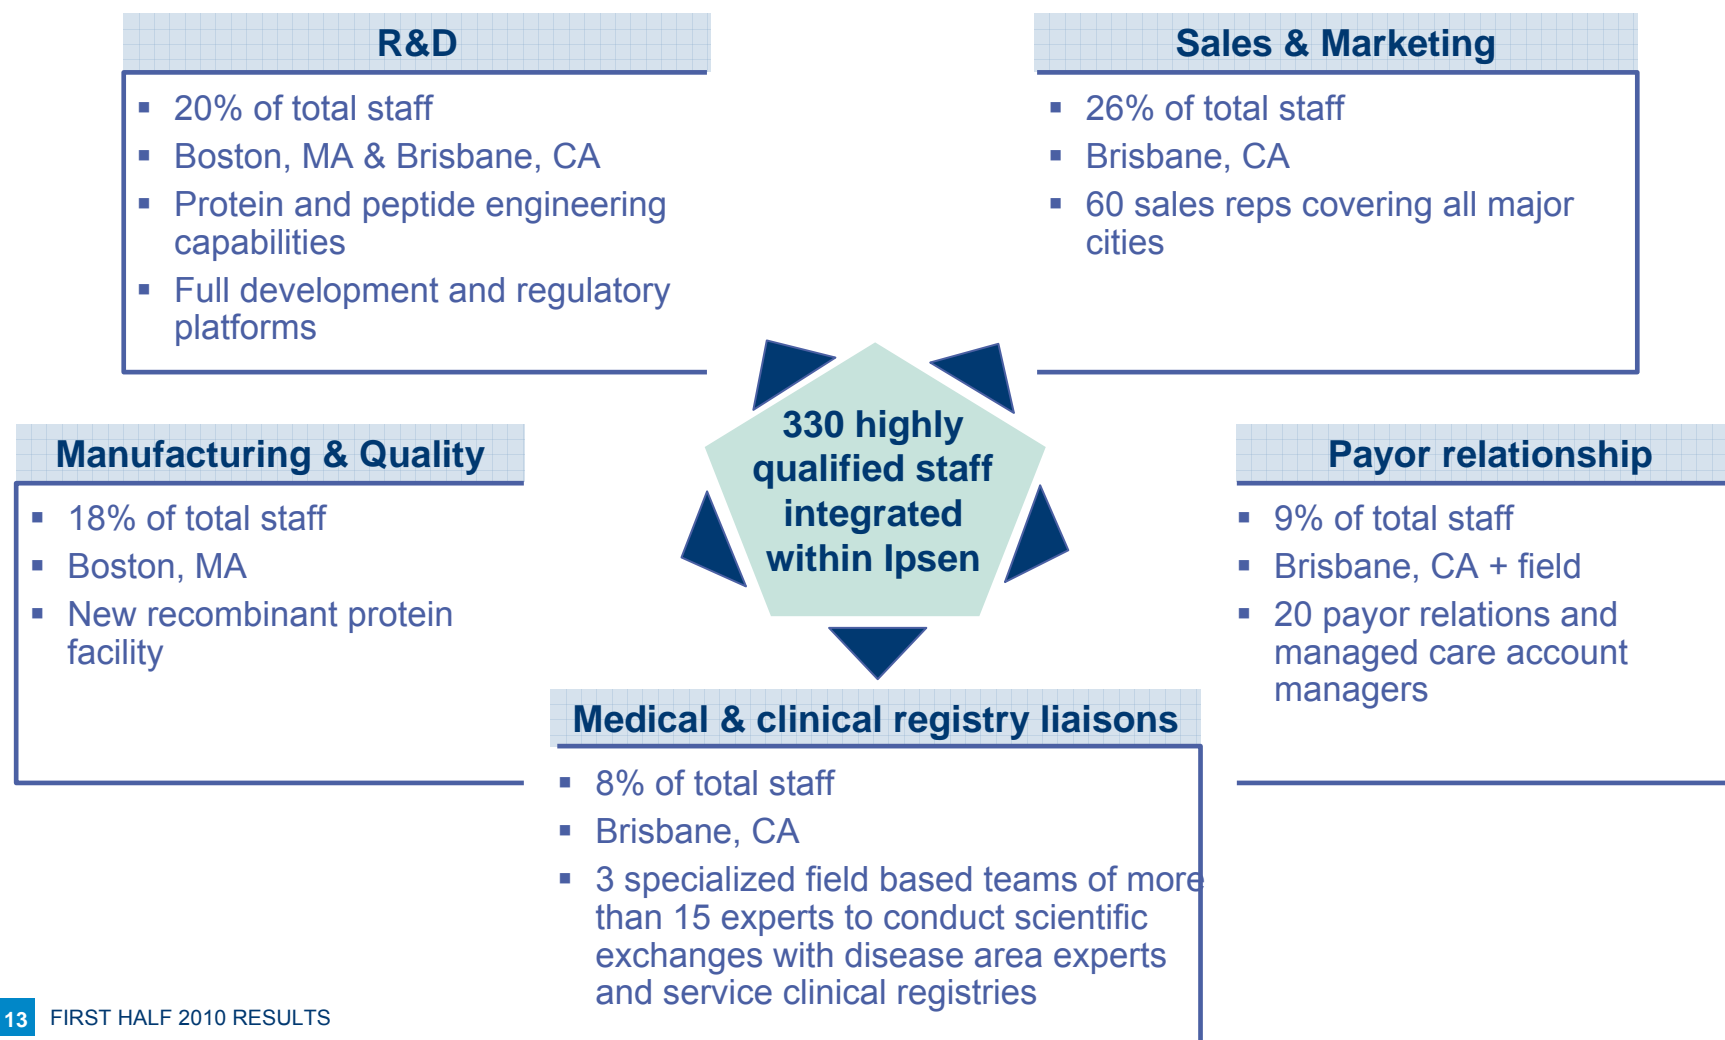 R&D
▪ 20% of total staff
▪ Boston, MA & Brisbane, CA
▪ Protein and peptide engineering
capabilities
▪ Full development and regulatory
platforms
Sales & Marketing
▪ 26% of total staff
▪ Brisbane, CA
▪ 60 sales reps covering all major
cities
330 highly
qualified staff
integrated
within Ipsen
Manufacturing & Quality
▪ 18% of total staff
▪ Boston, MA
▪ New recombinant protein
facility
Payor relationship
▪ 9% of total staff
▪ Brisbane, CA + field
▪ 20 payor relations and
managed care account
managers
Medical & clinical registry liaisons
▪ 8% of total staff
▪ Brisbane, CA
▪ 3 specialized field based teams of more
than 15 experts to conduct scientific
exchanges with disease area experts
and service clinical registries
13 FIRST HALF 2010 RESULTS